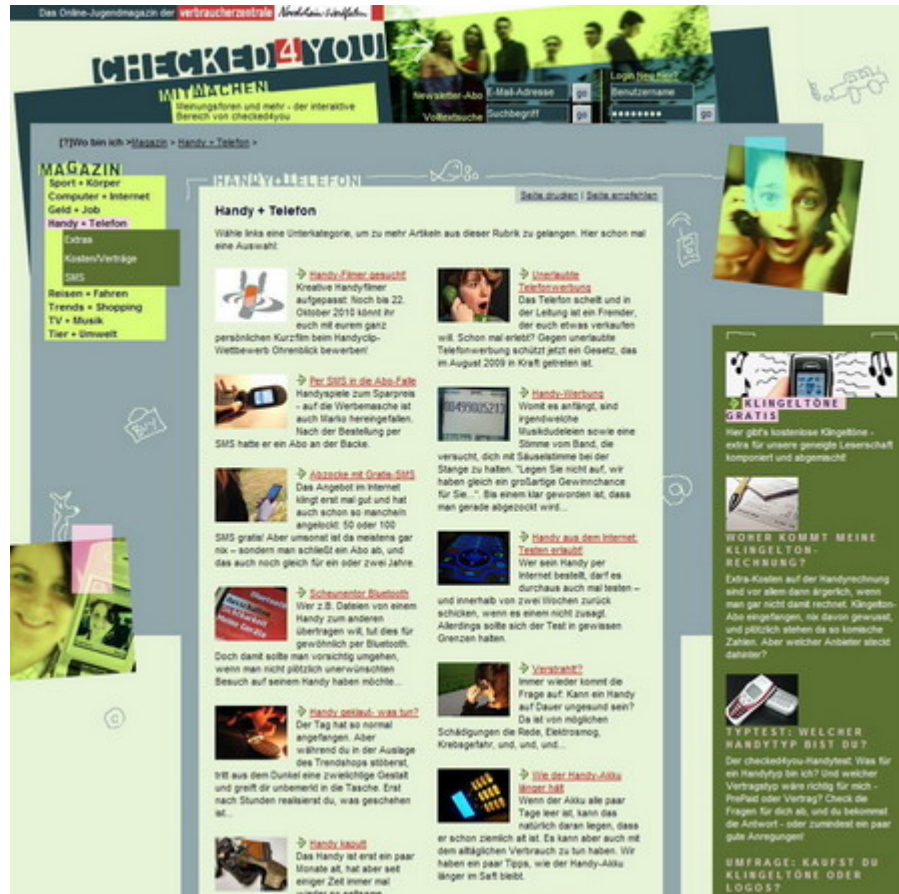 Das Online-Jugendmagazin der verbraucherzentrale Nordrhein-Westfalen
CHECKED4YOU
MITMACHEN
Meinungsforen und mehr - der interaktive
Bereich von checked4you
Login Neu hier?
Newsletter-Abo E-Mail-Adresse go Benutzername
Volltextsuche Suchbegriff go go
[?]Wo bin ich >Magazin > Handy + Telefon >
MAGAZIN
Sport + Körper
Computer + Internet
Geld + Job
Handy + Telefon
Extras
Kosten/Verträge
SMS
Reisen + Fahren
Trends + Shopping
TV + Musik
Tier + Umwelt
HANDY+TELEFON
Seite drucken | Seite empfehlen
Handy + Telefon
Wähle links eine Unterkategorie, um zu mehr Artikeln aus dieser Rubrik zu gelangen. Hier schon mal
eine Auswahl:
Handy-Filmer gesucht!
Kreative Handyfilmer
aufgepasst: Noch bis 22.
Oktober 2010 könnt ihr
euch mit eurem ganz
persönlichen Kurzfilm beim Handyclip-
Wettbewerb Ohrenblick bewerben!
Per SMS in die Abo-Falle
Handyspiele zum Sparpreis
- auf die Werbemasche ist
auch Marko hereingefallen.
Nach der Bestellung per
SMS hatte er ein Abo an der Backe.
Abzocke mit Gratis-SMS
Das Angebot im Internet
klingt erst mal gut und hat
auch schon so manche/n
angelockt: 50 oder 100
SMS gratis! Aber umsonst ist da meistens gar
nix – sondern man schließt ein Abo ab, und
das auch noch gleich für ein oder zwei Jahre.
Scheunentor Bluetooth
Wer z.B. Dateien von einem
Handy zum anderen
übertragen will, tut dies für
gewöhnlich per Bluetooth.
Doch damit sollte man vorsichtig umgehen,
wenn man nicht plötzlich unerwünschten
Besuch auf seinem Handy haben möchte...
Handy geklaut- was tun?
Der Tag hat so normal
angefangen. Aber
während du in der Auslage
des Trendshops stöberst,
tritt aus dem Dunkel eine zwielichtige Gestalt
und greift dir unbemerkt in die Tasche. Erst
nach Stunden realisierst du, was geschehen
ist...
Handy kaputt
Das Handy ist erst ein paar
Monate alt, hat aber seit
einiger Zeit immer mal
Unerlaubte
Telefonwerbung
Das Telefon schellt und in
der Leitung ist ein Fremder,
der euch etwas verkaufen
will. Schon mal erlebt? Gegen unerlaubte
Telefonwerbung schützt jetzt ein Gesetz, das
im August 2009 in Kraft getreten ist.
00499005213
Handy-Werbung
Womit es anfängt, sind
irgendwelche
Musikdudeleien sowie eine
Stimme vom Band, die
versucht, dich mit Säuselstimme bei der
Stange zu halten. "Legen Sie nicht auf, wir
haben gleich ein großartige Gewinnchance
für Sie...". Bis einem klar geworden ist, dass
man gerade abgezockt wird...
Handy aus dem Internet:
Testen erlaubt!
Wer sein Handy per
Internet bestellt, darf es
durchaus auch mal testen –
und innerhalb von zwei Wochen zurück
schicken, wenn es einem nicht zusagt.
Allerdings sollte sich der Test in gewissen
Grenzen halten.
Verstrahlt?
Immer wieder kommt die
Frage auf: Kann ein Handy
auf Dauer ungesund sein?
Da ist von möglichen
Schädigungen die Rede, Elektrosmog,
Krebsgefahr, und, und, und...
Wie der Handy-Akku
länger hält
Wenn der Akku alle paar
Tage leer ist, kann das
natürlich daran liegen, dass
er schon ziemlich alt ist. Es kann aber auch mit
dem alltäglichen Verbrauch zu tun haben. Wir
haben ein paar Tipps, wie der Handy-Akku
länger im Saft bleibt.
KLINGELTÖNE
GRATIS
Hier gibt's kostenlose Klingeltöne -
extra für unsere geneigte Leserschaft
komponiert und abgemischt!
WOHER KOMMT MEINE
KLINGELTON-
RECHNUNG?
Extra-Kosten auf der Handyrechnung
sind vor allem dann ärgerlich, wenn
man gar nicht damit rechnet. Klingelton-
Abo eingefangen, nix davon gewusst,
und plötzlich stehen da so komische
Zahlen. Aber welcher Anbieter steckt
dahinter?
TYPTEST: WELCHER
HANDYTYP BIST DU?
Der checked4you-Handytest: Was für
ein Handytyp bin ich? Und welcher
Vertragstyp wäre richtig für mich -
PrePaid oder Vertrag? Check die
Fragen für dich ab, und du bekommst
die Antwort - oder zumindest ein paar
gute Anregungen!
UMFRAGE: KAUFST DU
KLINGELTÖNE ODER
LOGOS?
BUY
@
C